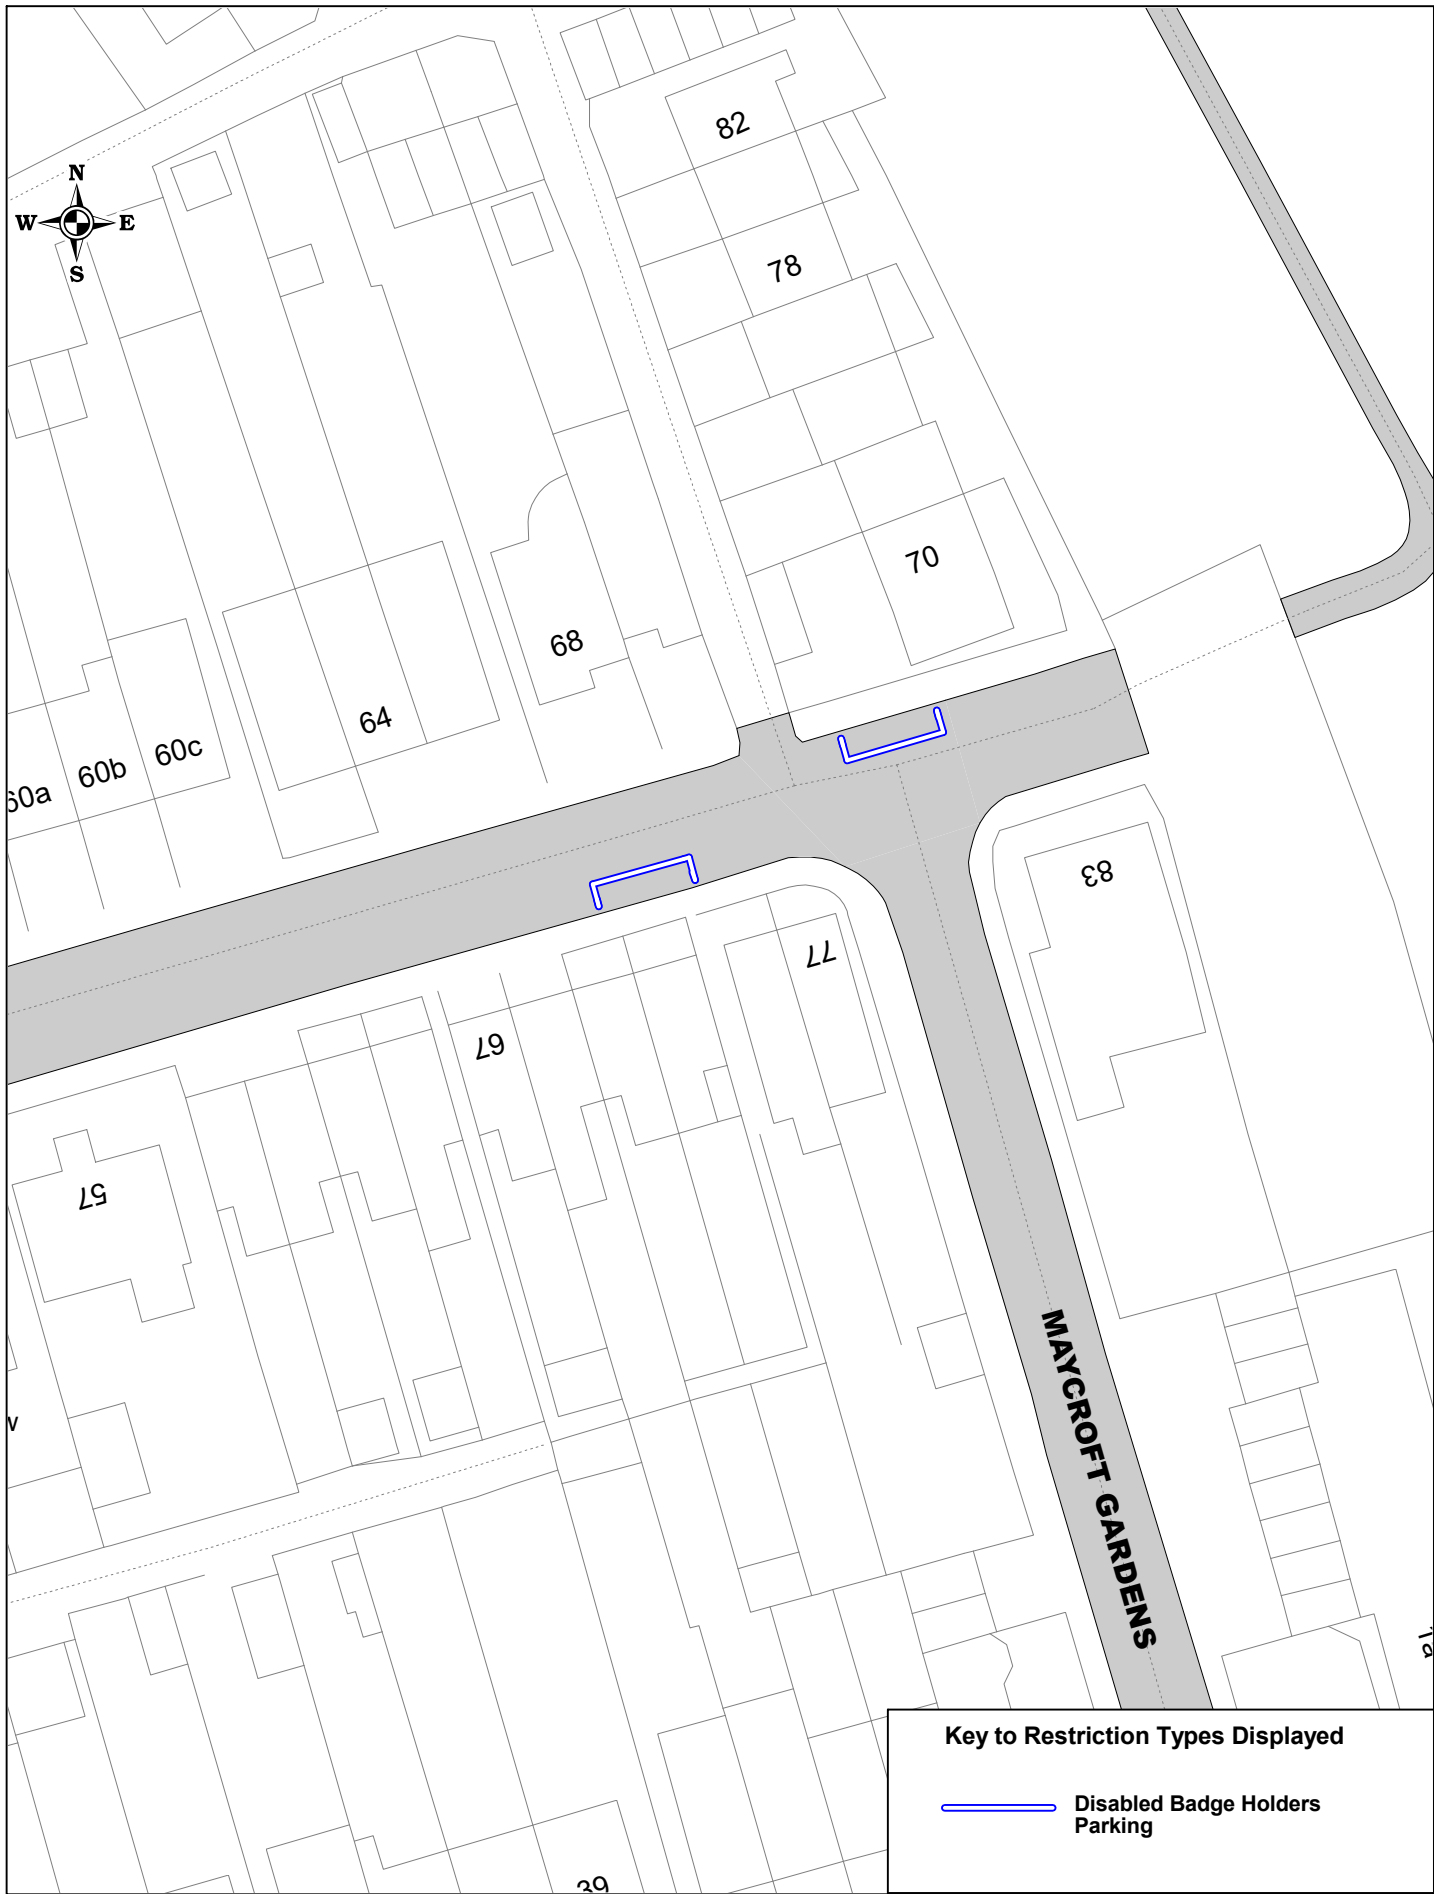 82
N
W E
S
78
70
68
64
60c
60b
60a
83
77
67
57
MAYCROFT GARDENS
1a
Key to Restriction Types Displayed
Disabled Badge Holders
Parking
39